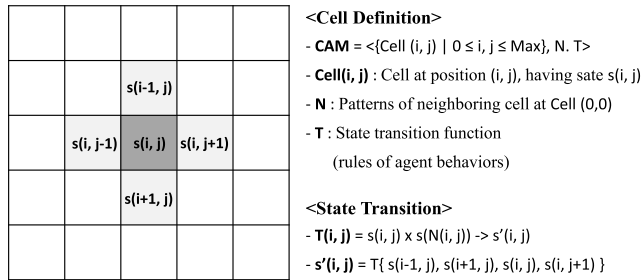 s(i-1, j)
s(i, j-1) s(i, j) s(i, j+1)
s(i+1, j)
<Cell Definition>
- CAM = <{Cell (i, j) | 0 ≤ i, j ≤ Max}, N. T>
- Cell(i, j) : Cell at position (i, j), having sate s(i, j)
- N : Patterns of neighboring cell at Cell (0,0)
- T : State transition function
(rules of agent behaviors)
<State Transition>
- T(i, j) = s(i, j) x s(N(i, j)) -> s’(i, j)
- s’(i, j) = T{ s(i-1, j), s(i+1, j), s(i, j), s(i, j+1) }